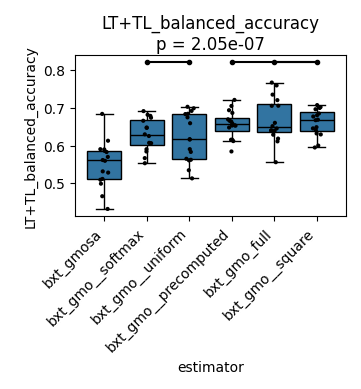 LT+TL_balanced_accuracy
p = 2.05e-07
LT+TL_balanced_accuracy
0.8
0.7
0.6
0.5
bxt_gmosa
bxt_gmo__softmax
bxt_gmo__uniform
bxt_gmo__precomputed
bxt_gmo_full
bxt_gmo__square
estimator